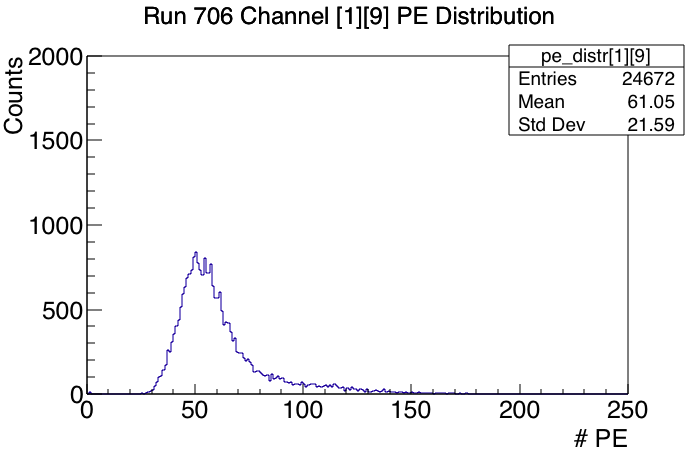 Run 706 Channel [1][9] PE Distribution
pe_distr[1][9]
Entries 24672
Mean 61.05
Std Dev 21.59
Counts
2000
1500
1000
500
0
0 50 100 150 200 250
# PE